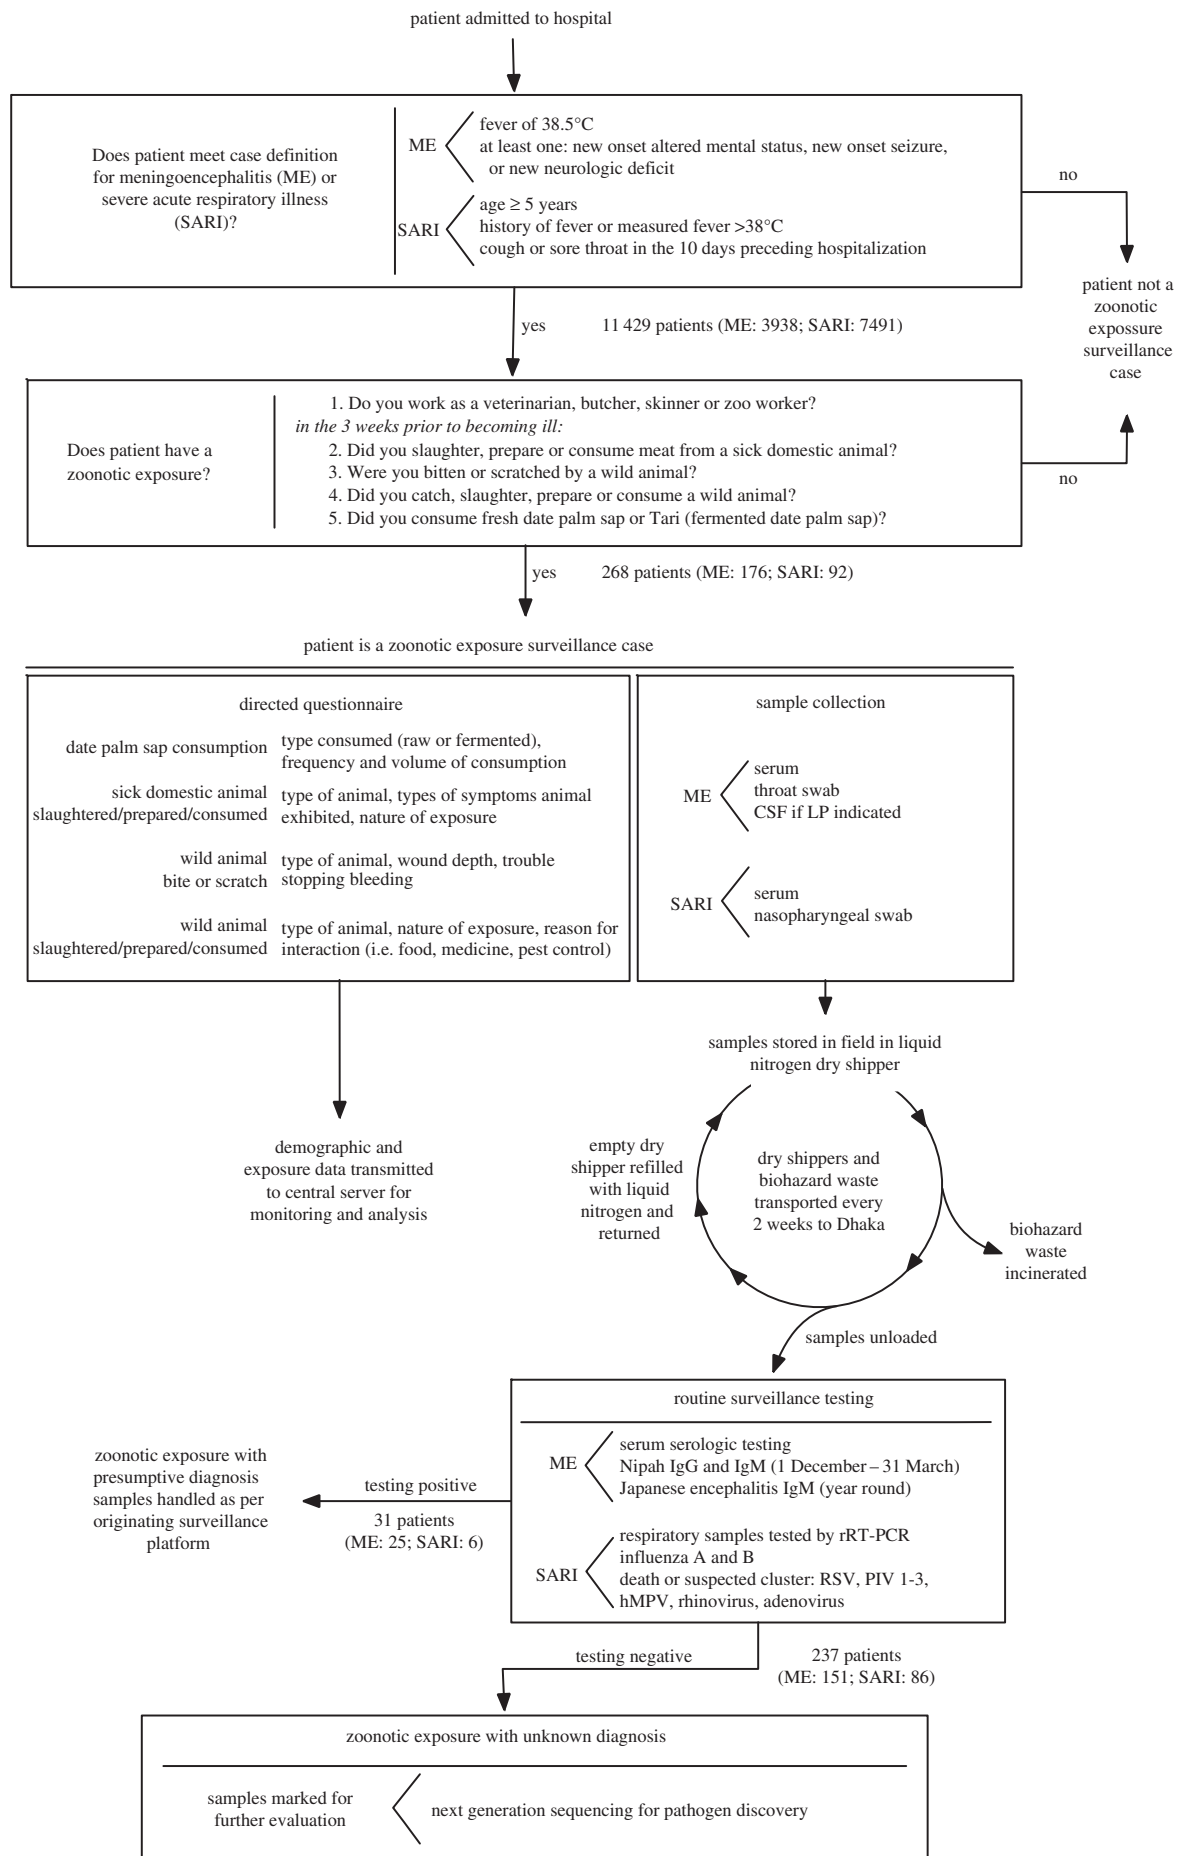 patient admitted to hospital
Does patient meet case definition
for meningoencephalitis (ME) or
severe acute respiratory illness
(SARI)?
ME
fever of 38.5°C
at least one: new onset altered mental status, new onset seizure,
or new neurologic deficit
SARI
age ≥ 5 years
history of fever or measured fever >38°C
cough or sore throat in the 10 days preceding hospitalization
no
patient not a
zoonotic
expossure
surveillance
case
yes
11 429 patients (ME: 3938; SARI: 7491)
Does patient have a
zoonotic exposure?
1. Do you work as a veterinarian, butcher, skinner or zoo worker?
in the 3 weeks prior to becoming ill:
2. Did you slaughter, prepare or consume meat from a sick domestic animal?
3. Were you bitten or scratched by a wild animal?
4. Did you catch, slaughter, prepare or consume a wild animal?
5. Did you consume fresh date palm sap or Tari (fermented date palm sap)?
no
yes
268 patients (ME: 176; SARI: 92)
patient is a zoonotic exposure surveillance case
directed questionnaire
date palm sap consumption
type consumed (raw or fermented),
frequency and volume of consumption
sick domestic animal
slaughtered/prepared/consumed
type of animal, types of symptoms animal
exhibited, nature of exposure
wild animal
bite or scratch
type of animal, wound depth, trouble
stopping bleeding
wild animal
slaughtered/prepared/consumed
type of animal, nature of exposure, reason for
interaction (i.e. food, medicine, pest control)
sample collection
ME
serum
throat swab
CSF if LP indicated
SARI
serum
nasopharyngeal swab
demographic and
exposure data transmitted
to central server for
monitoring and analysis
samples stored in field in liquid
nitrogen dry shipper
empty dry
shipper refilled
with liquid
nitrogen and
returned
dry shippers and
biohazard waste
transported every
2 weeks to Dhaka
biohazard
waste
incinerated
samples unloaded
routine surveillance testing
ME
serum serologic testing
Nipah IgG and IgM (1 December – 31 March)
Japanese encephalitis IgM (year round)
SARI
respiratory samples tested by rRT-PCR
influenza A and B
death or suspected cluster: RSV, PIV 1-3,
hMPV, rhinovirus, adenovirus
testing positive
31 patients
(ME: 25; SARI: 6)
zoonotic exposure with
presumptive diagnosis
samples handled as per
originating surveillance
platform
testing negative
237 patients
(ME: 151; SARI: 86)
zoonotic exposure with unknown diagnosis
samples marked for
further evaluation
next generation sequencing for pathogen discovery